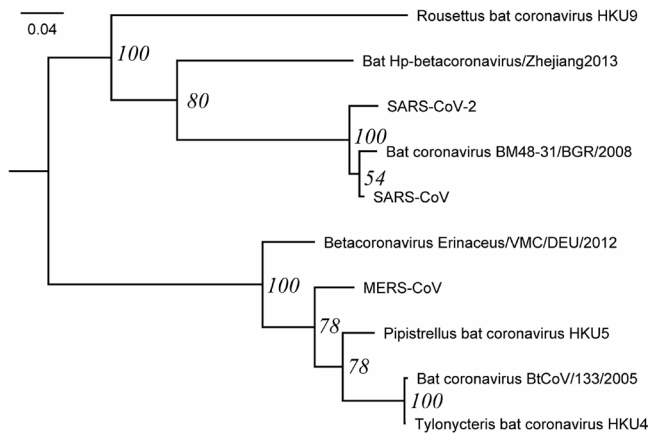 Rousettus bat coronavirus HKU9
0.04
100
Bat Hp-betacoronavirus/Zhejiang2013
80
SARS-CoV-2
100
Bat coronavirus BM48-31/BGR/2008
54
SARS-CoV
Betacoronavirus Erinaceus/VMC/DEU/2012
100
MERS-CoV
78
Pipistrellus bat coronavirus HKU5
78
Bat coronavirus BtCoV/133/2005
100
Tylonycteris bat coronavirus HKU4